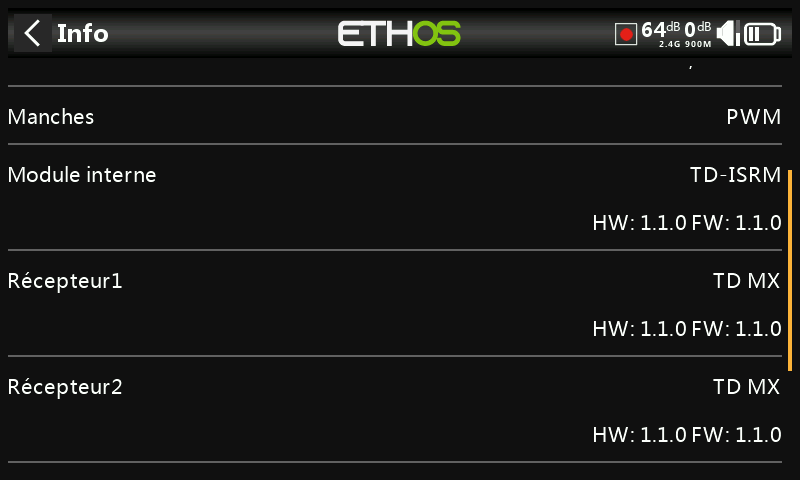 Info
ETHOS
64dB 0dB
2.4G 900M
Manches PWM
Module interne TD-ISRM
HW: 1.1.0 FW: 1.1.0
Récepteur1 TD MX
HW: 1.1.0 FW: 1.1.0
Récepteur2 TD MX
HW: 1.1.0 FW: 1.1.0